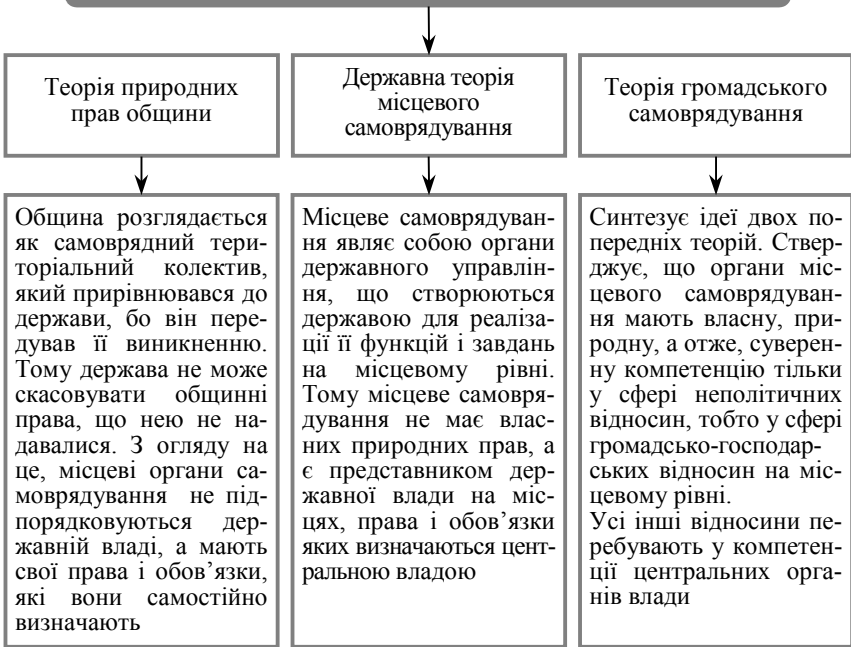 Теорія природних
прав общини
Державна теорія
місцевого
самоврядування
Теорія громадського
самоврядування
Община розглядається
як самоврядний тери-
торіальний колектив,
який прирівнювався до
держави, бо він пере-
дував її виникненню.
Тому держава не може
скасовувати общинні
права, що нею не на-
давалися. З огляду на
це, місцеві органи са-
моврядування не під-
порядковуються дер-
жавній владі, а мають
свої права і обов’язки,
які вони самостійно
визначають
Місцеве самоврядуван-
ня являє собою органи
державного управлін-
ня, що створюються
державою для реаліза-
ції її функцій і завдань
на місцевому рівні.
Тому місцеве самовря-
дування не має влас-
них природних прав, а
є представником дер-
жавної влади на міс-
цях, права і обов’язки
яких визначаються цент-
ральною владою
Синтезує ідеї двох по-
передніх теорій. Ствер-
джує, що органи міс-
цевого самоврядуван-
ня мають власну, при-
родну, а отже, суверен-
ну компетенцію тільки
у сфері неполітичних
відносин, тобто у сфері
громадсько-господар-
ських відносин на міс-
цевому рівні.
Усі інші відносини пе-
ребувають у компетен-
ції центральних орга-
нів влади